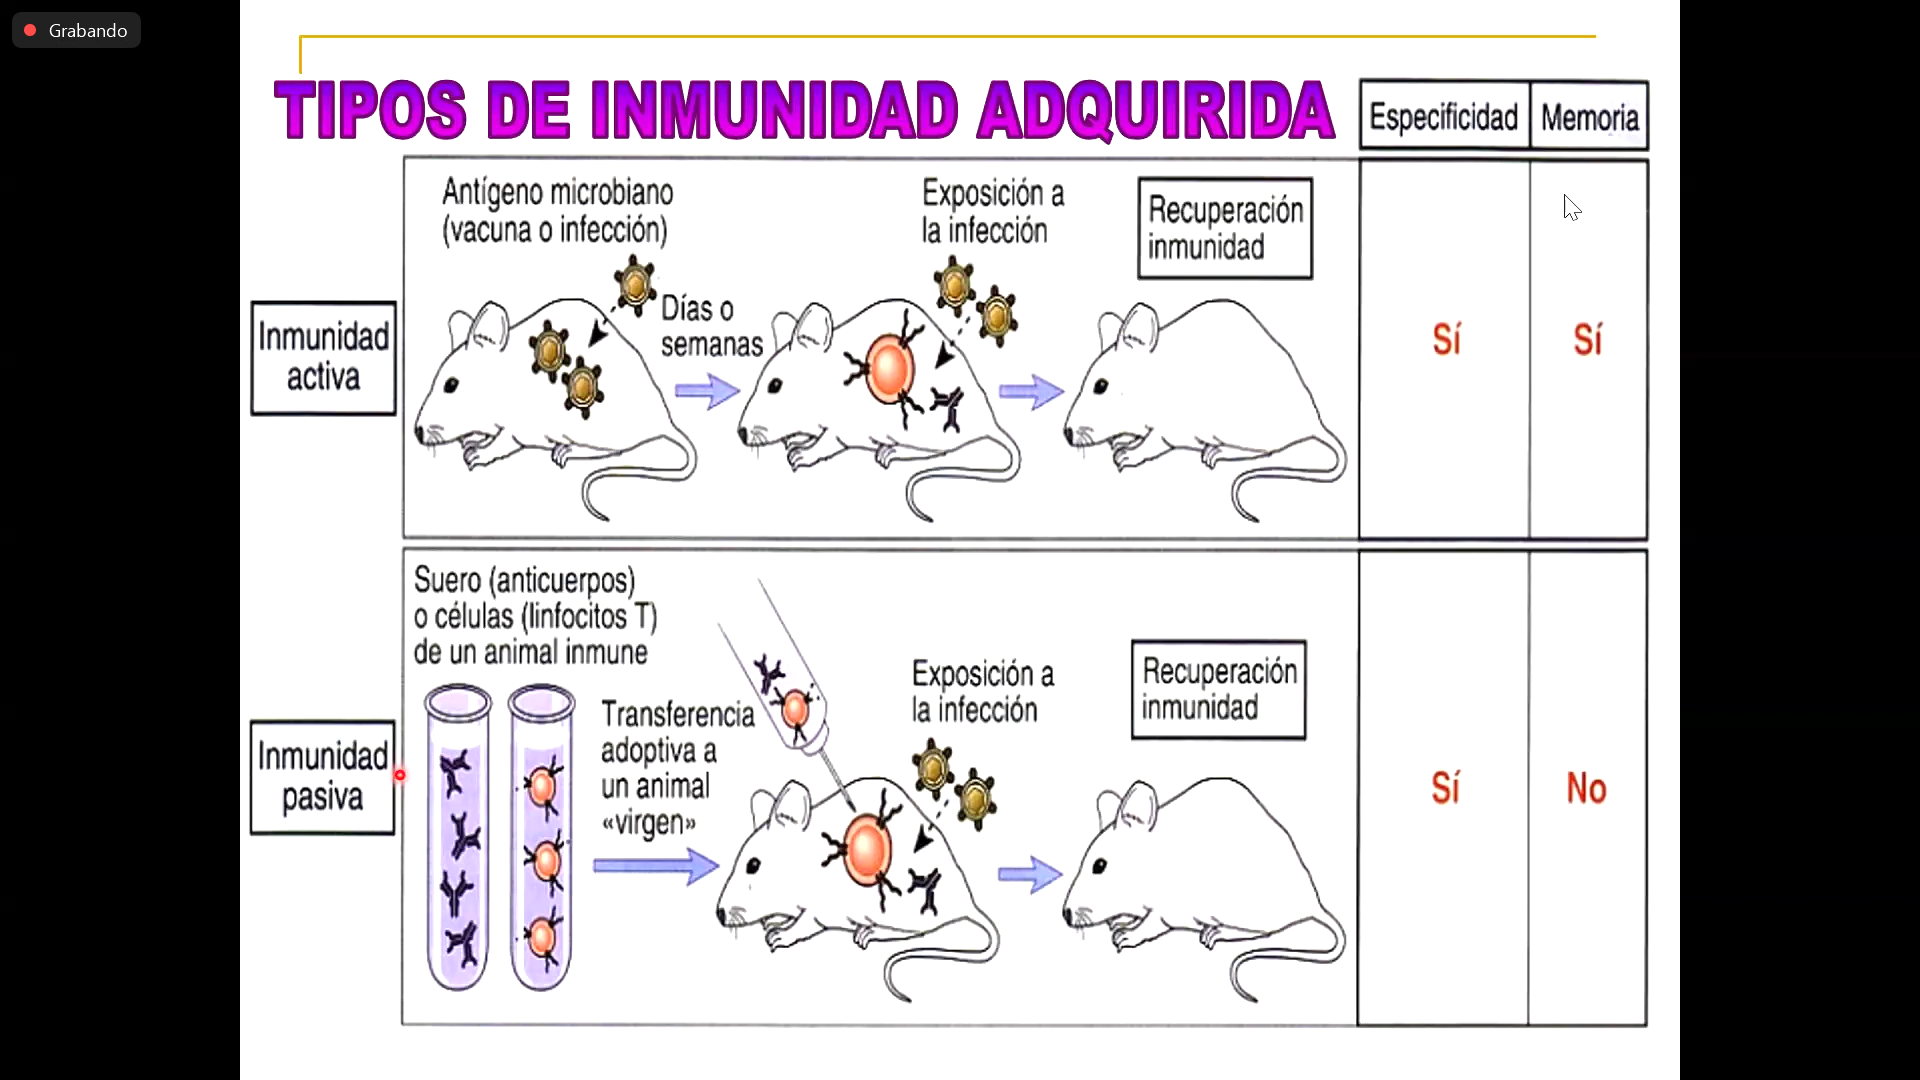 Grabando
TIPOS DE INMUNIDAD ADQUIRIDA
Especificidad
Memoria
Inmunidad
activa
Antígeno microbiano
(vacuna o infección)
Días o
semanas
Exposición a
la infección
Recuperación
inmunidad
Sí
Sí
Inmunidad
pasiva
Suero (anticuerpos)
o células (linfocitos T)
de un animal inmune
Transferencia
adoptiva a
un animal
«virgen»
Exposición a
la infección
Recuperación
inmunidad
Sí
No